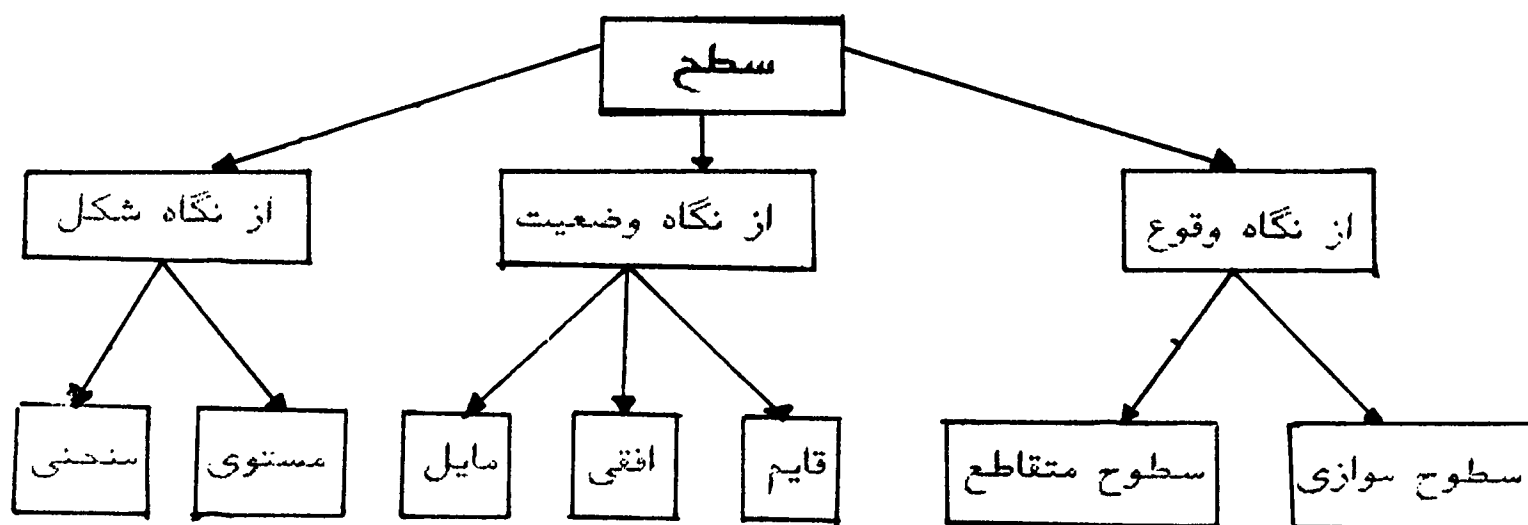 سطح
از نگاه وقوع
از نگاه وضعیت
از نگاه شکل
سطوح موازی
سطوح متقاطع
قایم
افقی
مایل
مستوی
منحنی